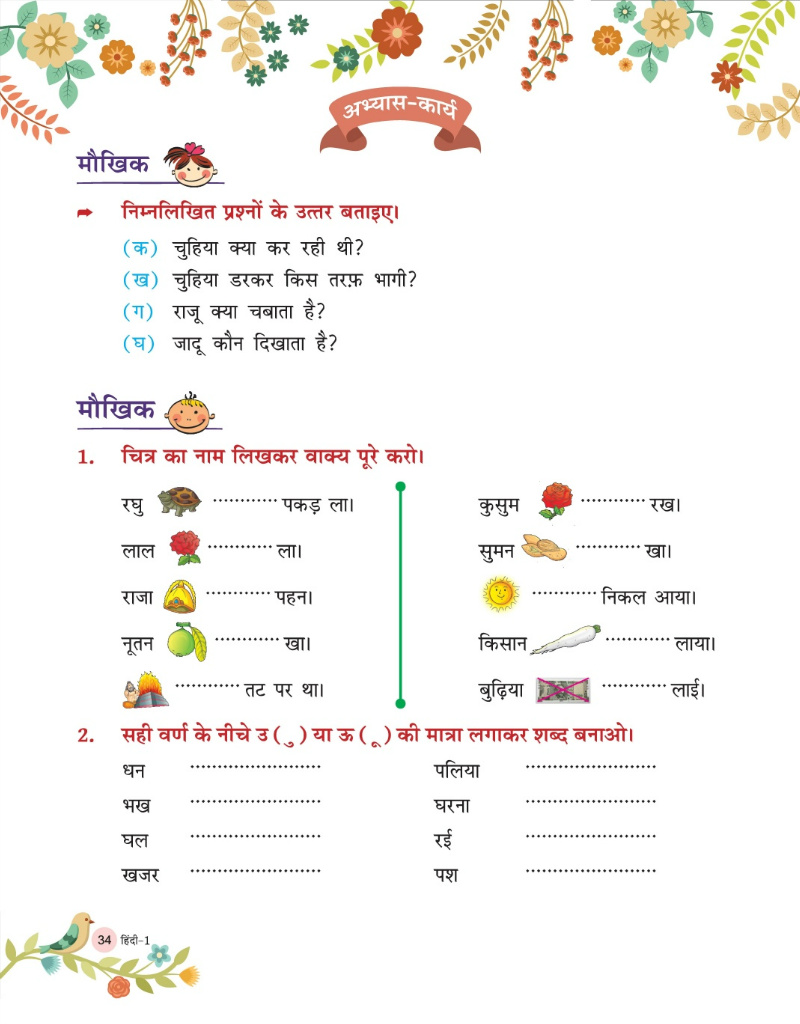 अभ्यास-कार्य
मौखिक
➦ निम्नलिखित प्रश्नों के उत्तर बताइए।
(क) चुहिया क्या कर रही थी?
(ख) चुहिया डरकर किस तरफ़ भागी?
(ग) राजू क्या चबाता है?
(घ) जादू कौन दिखाता है?
मौखिक
1. चित्र का नाम लिखकर वाक्य पूरे करो।
रघु ............ पकड़ ला।
लाल ............ ला।
राजा ............ पहन।
नूतन ............ खा।
............ तट पर था।
कुसुम ............ रख।
सुमन ............ खा।
............ निकल आया।
किसान ............ लाया।
बुढ़िया ............ लाई।
2. सही वर्ण के नीचे उ ( ु ) या ऊ ( ू ) की मात्रा लगाकर शब्द बनाओ।
धन ........................ पलिया ........................
भख ........................ घरना ........................
घल ........................ रई ........................
खजर ........................ पश ........................
34 हिंदी-1